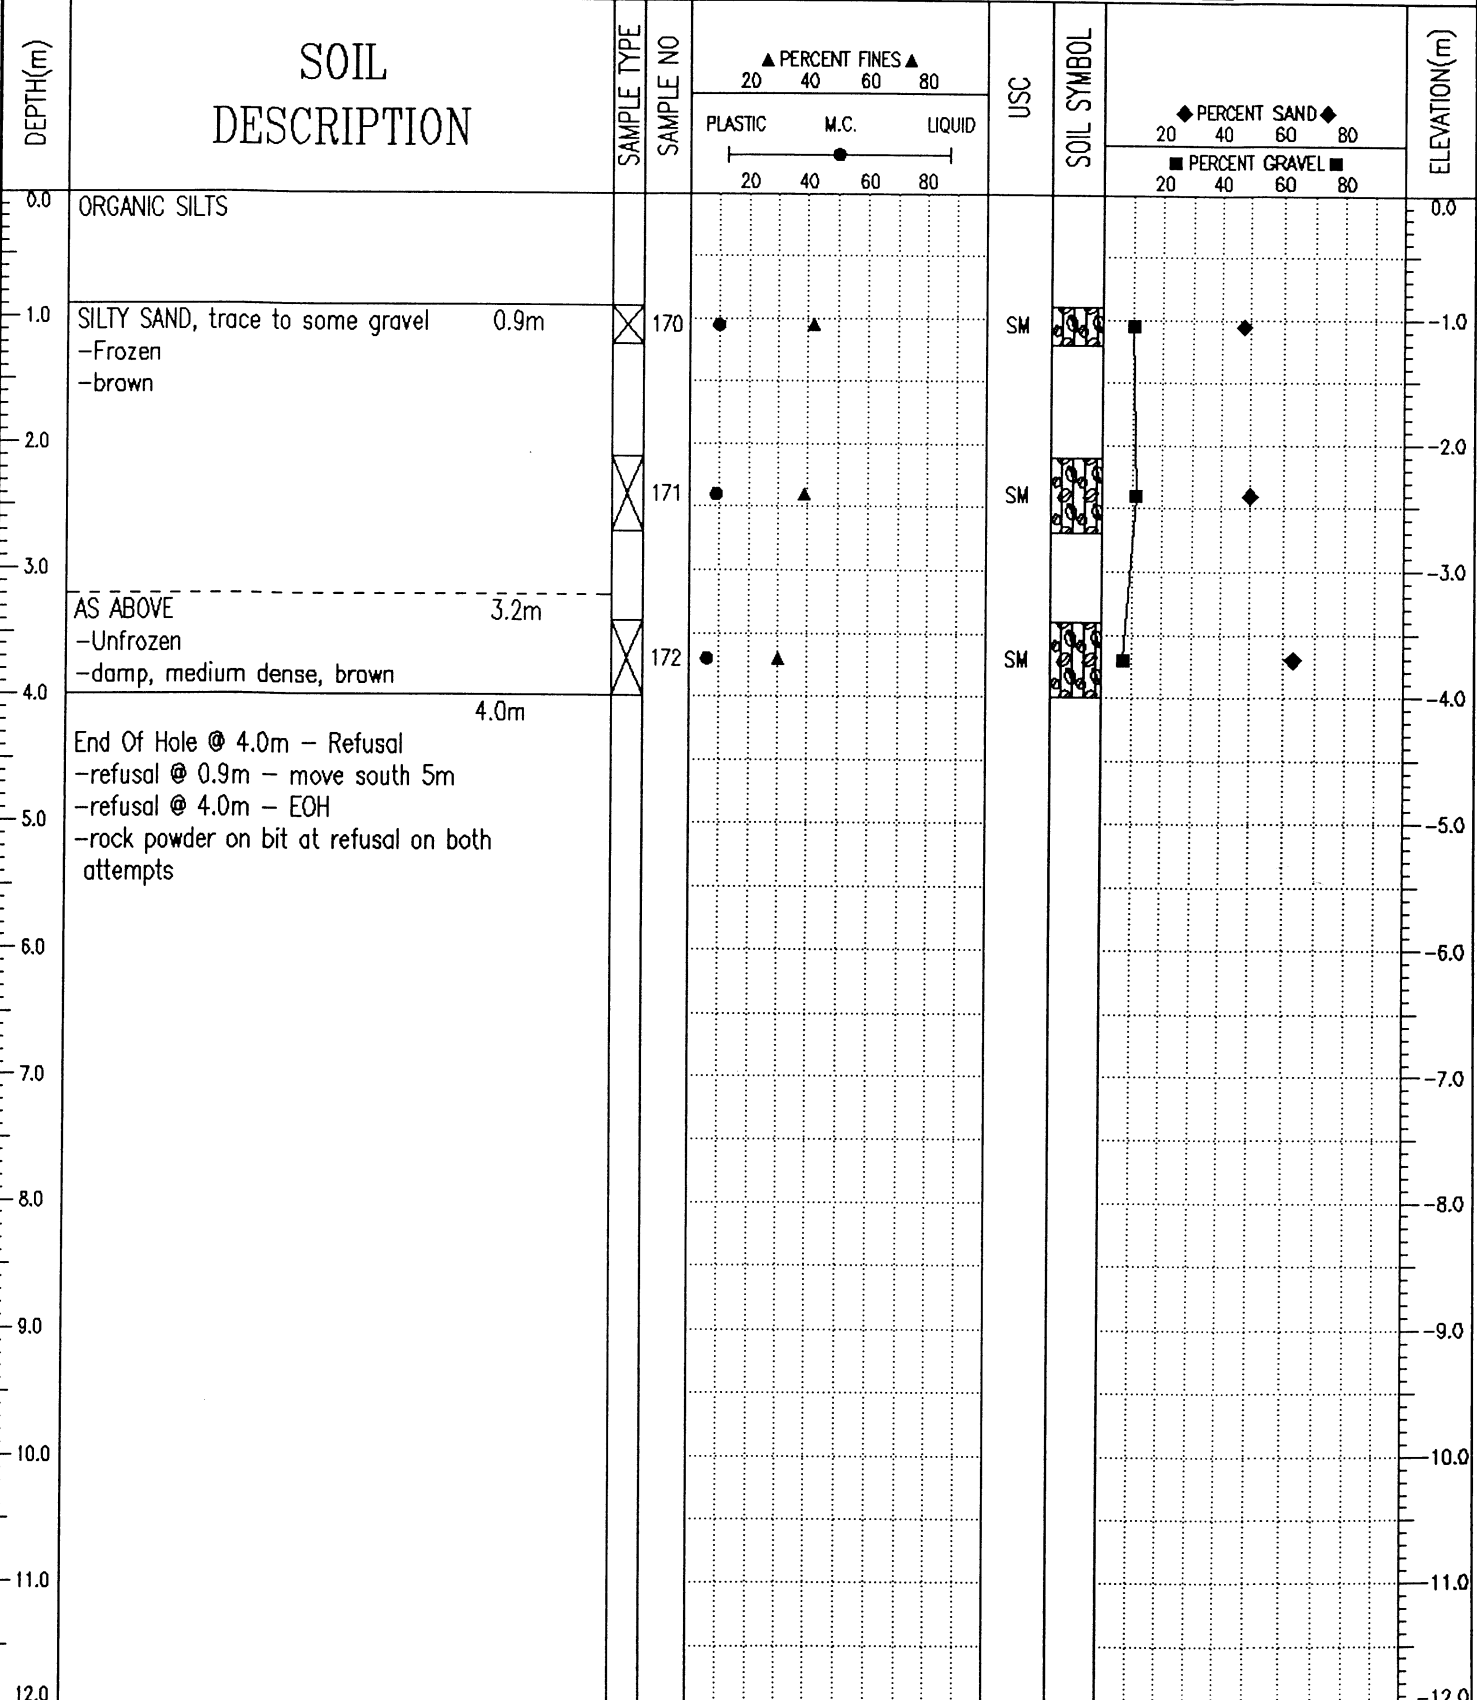 DEPTH(m)
SOIL
DESCRIPTION
SAMPLE TYPE
SAMPLE NO
▲ PERCENT FINES ▲
20 40 60 80
PLASTIC M.C. LIQUID
20 40 60 80
USC
SOIL SYMBOL
◆ PERCENT SAND ◆
20 40 60 80
■ PERCENT GRAVEL ■
20 40 60 80
ELEVATION(m)
0.0 ORGANIC SILTS 0.0
1.0 SILTY SAND, trace to some gravel 0.9m 170 SM -1.0
-Frozen
-brown
2.0 -2.0
171 SM
3.0 -3.0
AS ABOVE 3.2m
-Unfrozen
-damp, medium dense, brown 172 SM
4.0 -4.0
4.0m
End Of Hole @ 4.0m - Refusal
-refusal @ 0.9m - move south 5m
-refusal @ 4.0m - EOH
5.0 -5.0
-rock powder on bit at refusal on both
attempts
6.0 -6.0
7.0 -7.0
8.0 -8.0
9.0 -9.0
10.0 -10.0
11.0 -11.0
12.0 -12.0